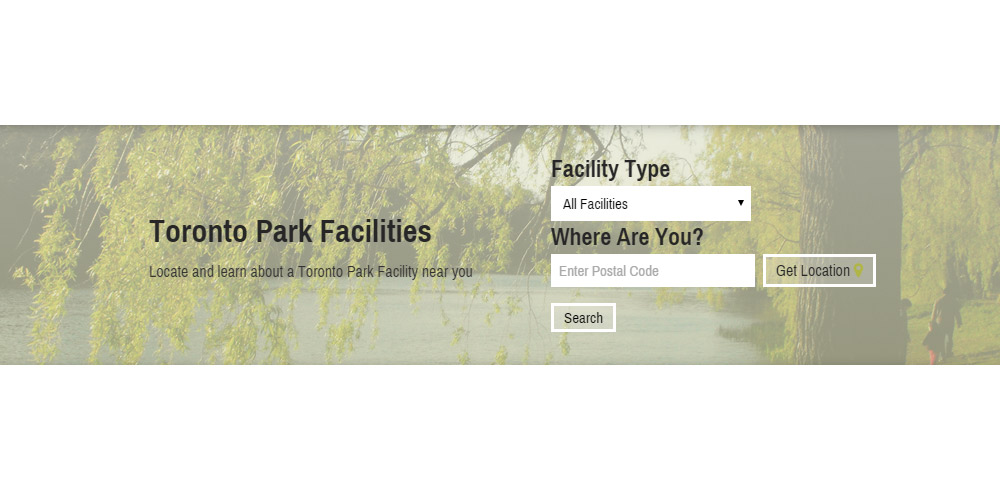 Toronto Park Facilities
Locate and learn about a Toronto Park Facility near you
Facility Type
All Facilities
Where Are You?
Enter Postal Code
Get Location
Search